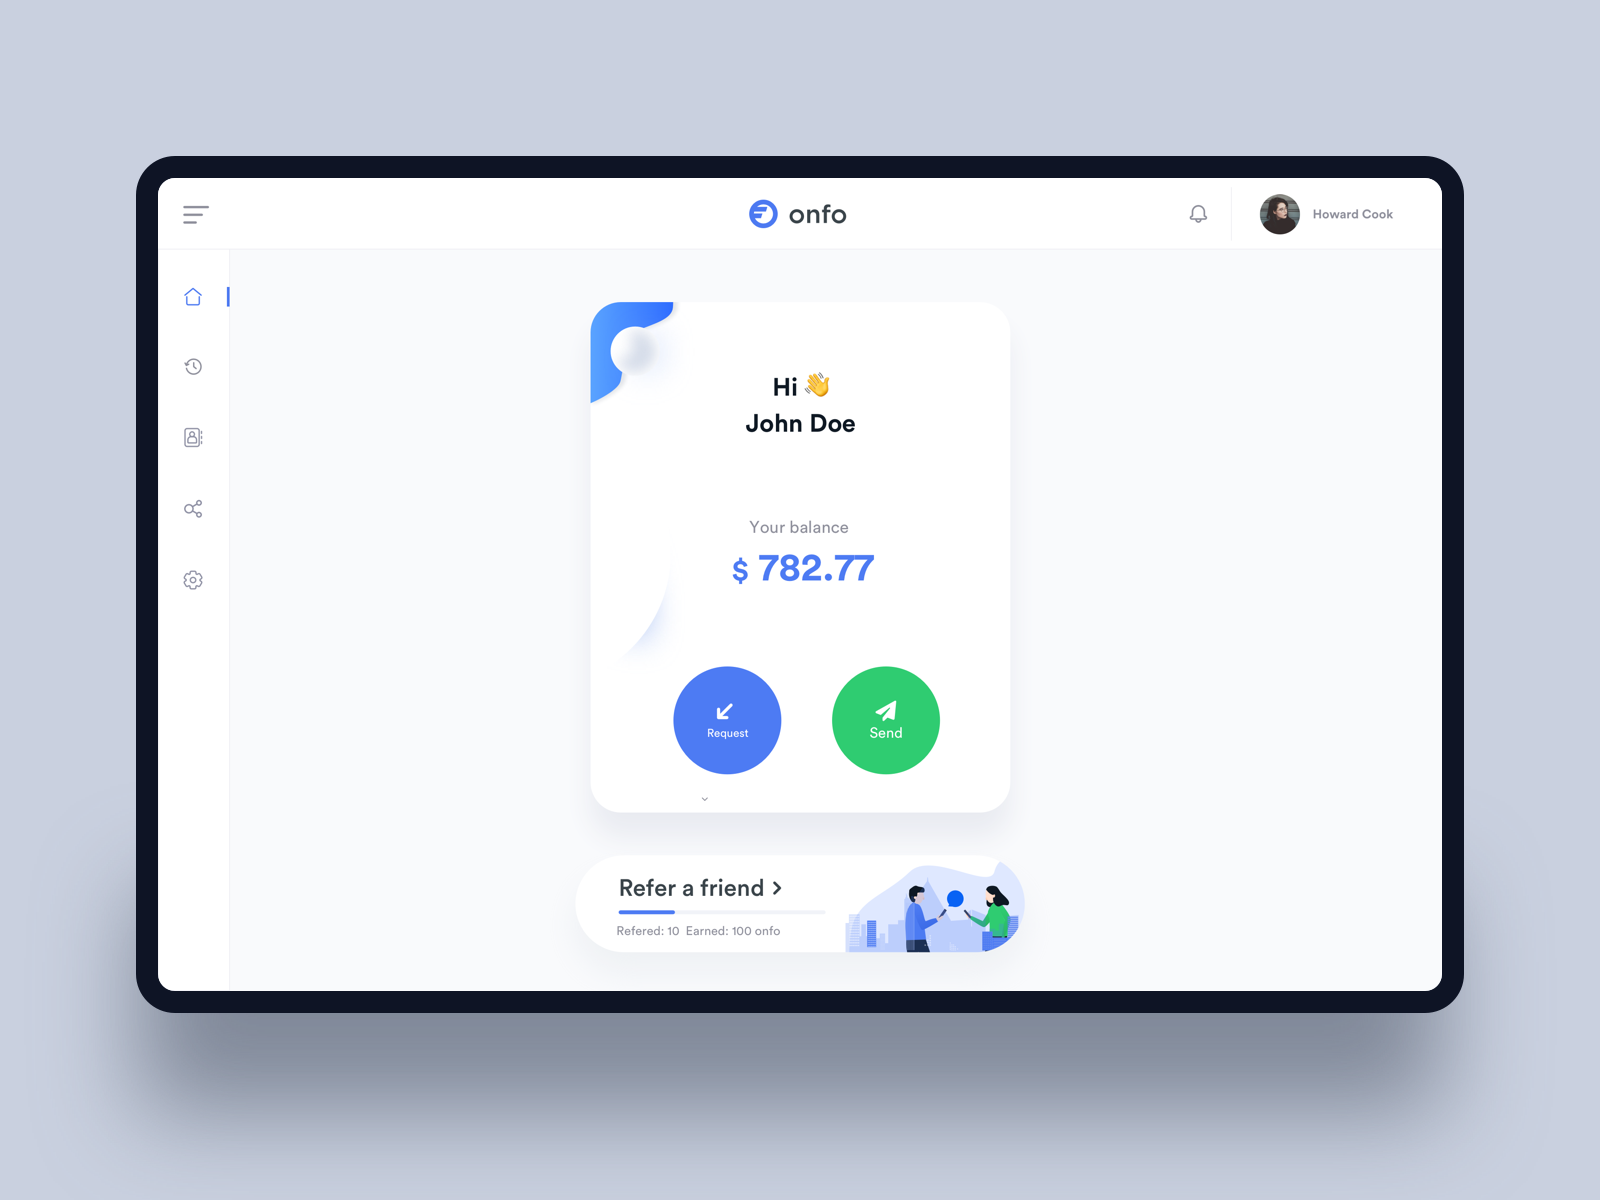 onfo
Howard Cook
Hi 👋
John Doe
Your balance
$ 782.77
Request
Send
Refer a friend >
Refered: 10 Earned: 100 onfo